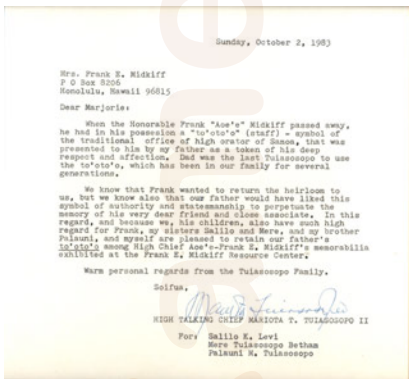 Sunday, October 2, 1983
Mrs. Frank E. Midkiff
P O Box 8206
Honolulu, Hawaii 96815
Dear Marjorie:
When the Honorable Frank "Aoe'e" Midkiff passed away,
he had in his possesion a "to'oto'o" (staff) - symbol of
the traditional office of high orator of Samoa, that was
presented to him by my father as a token of his deep
respect and affection. Dad was the last Tuiasosopo to use
the to'oto'o, which has been in our family for several
generations.
We know that Frank wanted to return the heirloom to
us, but we know also that our father would have liked this
symbol of authority and statesmanship to perpetuate the
memory of his very dear friend and close associate. In this
regard, and because we, his children, also have such high
regard for Frank, my sisters Salilo and Mere, and my brother
Palauni, and myself are pleased to retain our father's
to'oto'o among High Chief Aoe'e-Frank E. Midkiff's memorabilia
exhibited at the Frank E. Midkiff Resource Center.
Warm personal regards from the Tuiasosopo Family.
Soifua,
HIGH TALKING CHIEF MARIOTA T. TUIASOSOPO II
For: Salilo K. Levi
Mere Tuiasosopo Betham
Palauni M. Tuiasosopo